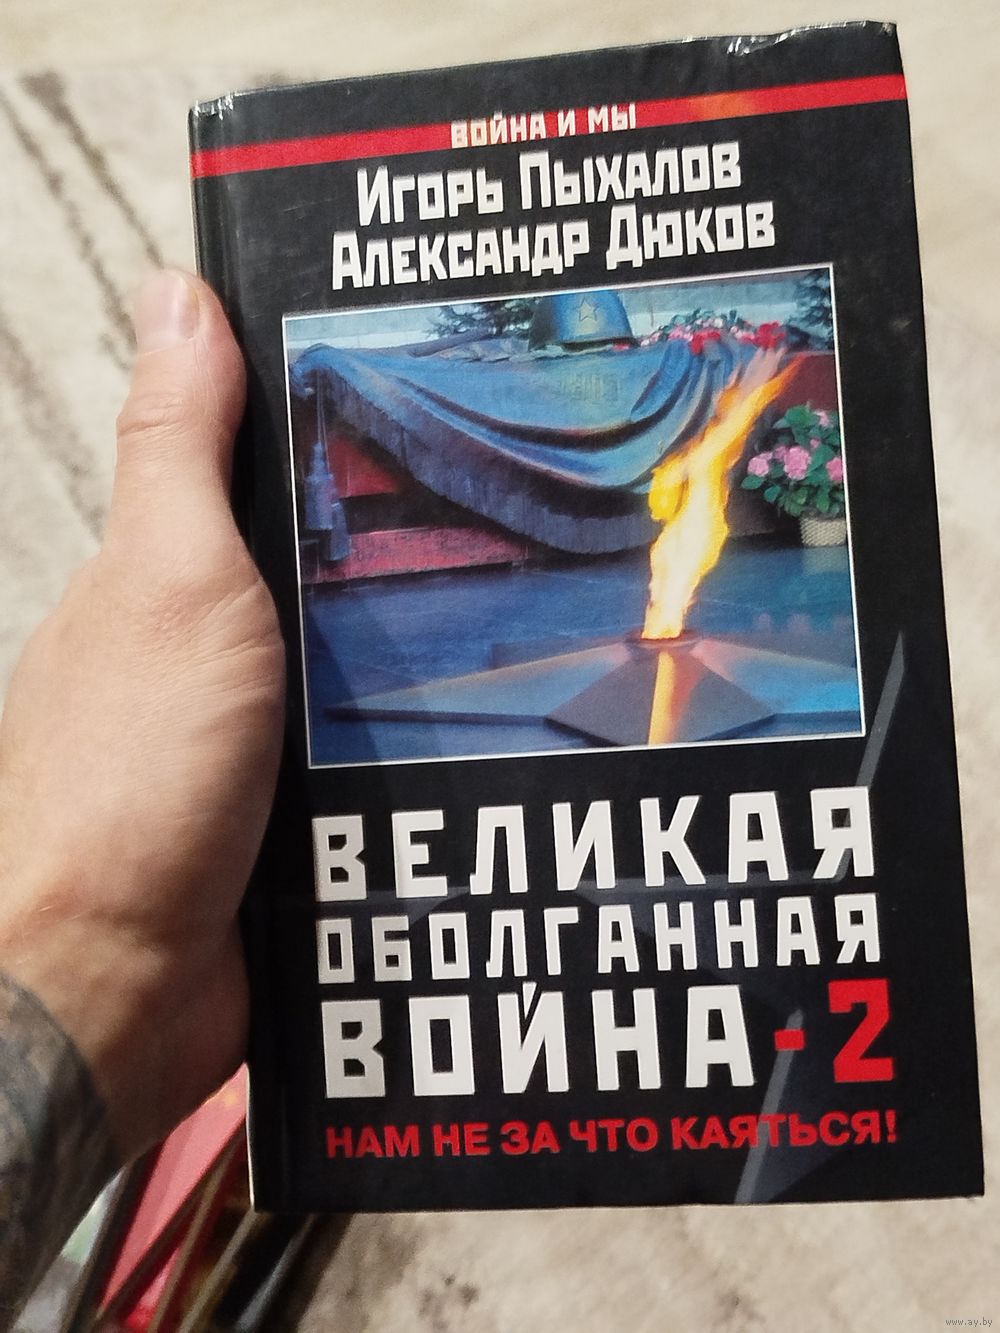 ВОЙНА И МЫ
ИГОРЬ ПЫХАЛОВ
АЛЕКСАНДР ДЮКОВ
ВЕЛИКАЯ
ОБОЛГАННАЯ
ВОЙНА-2
НАМ НЕ ЗА ЧТО КАЯТЬСЯ!
www.ay.by